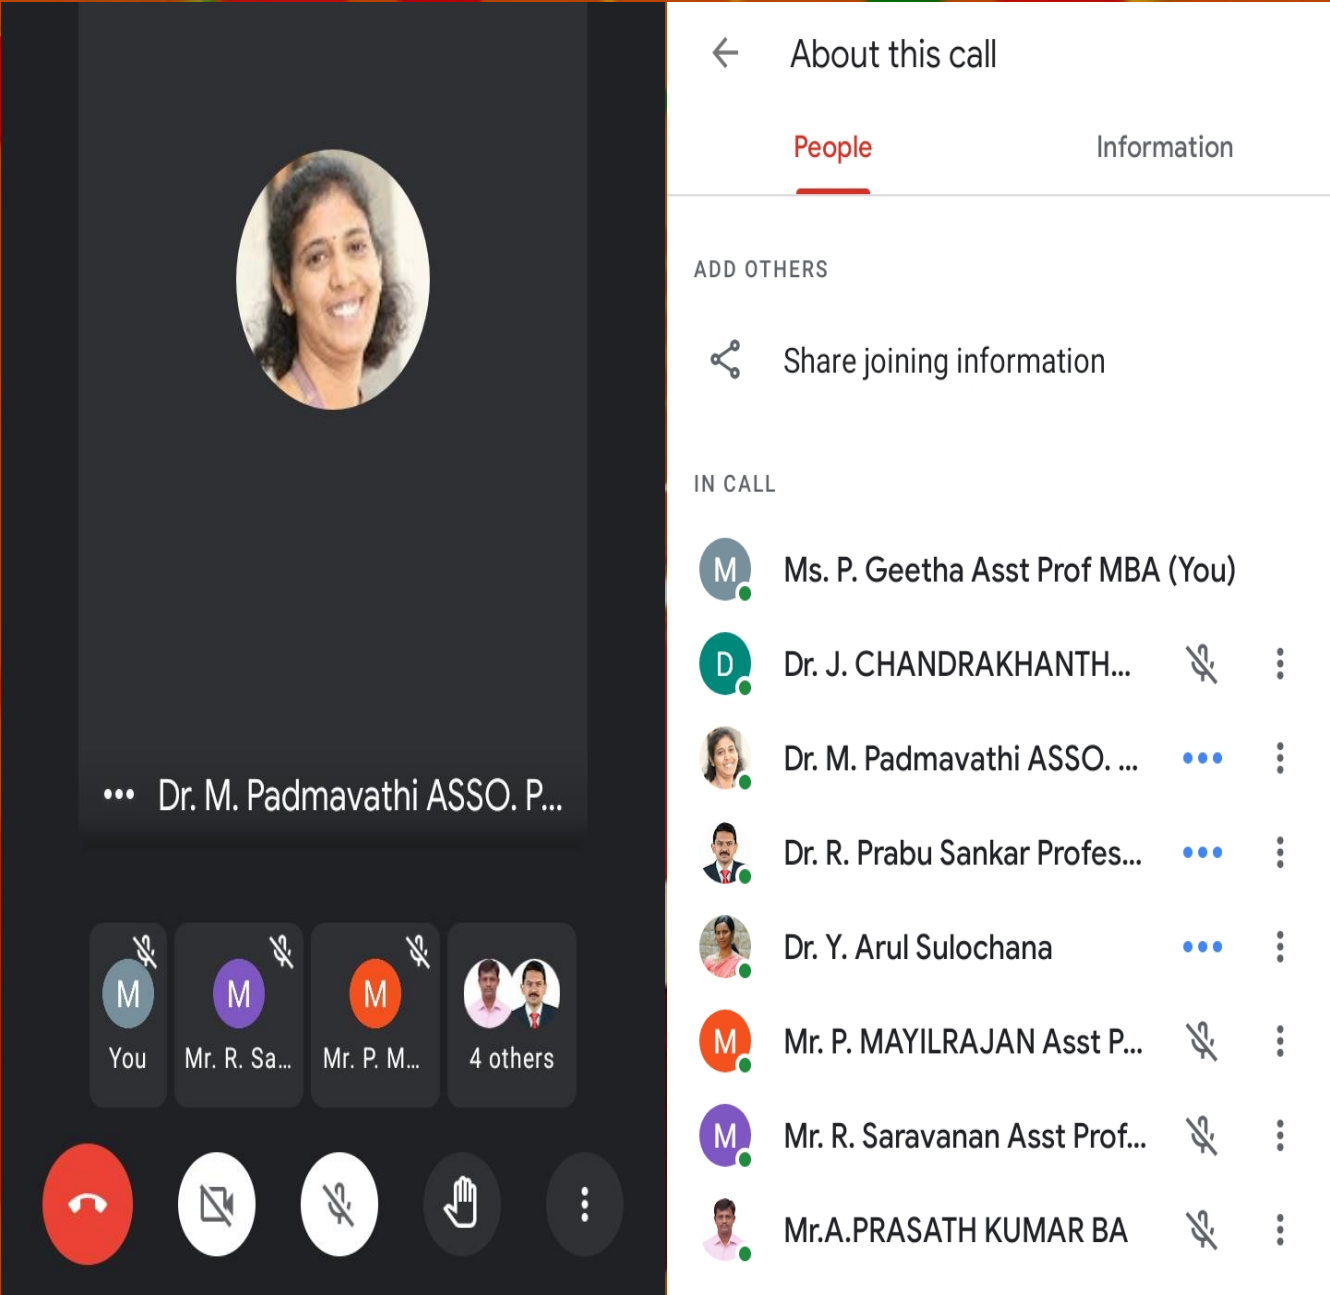 Dr. M. Padmavathi ASSO. P...
M
You
M
Mr. R. Sa...
M
Mr. P. M...
4 others
About this call
People
Information
ADD OTHERS
Share joining information
IN CALL
M
Ms. P. Geetha Asst Prof MBA (You)
D
Dr. J. CHANDRAKHANTH...
Dr. M. Padmavathi ASSO. ...
Dr. R. Prabu Sankar Profes...
Dr. Y. Arul Sulochana
M
Mr. P. MAYILRAJAN Asst P...
M
Mr. R. Saravanan Asst Prof...
Mr.A.PRASATH KUMAR BA